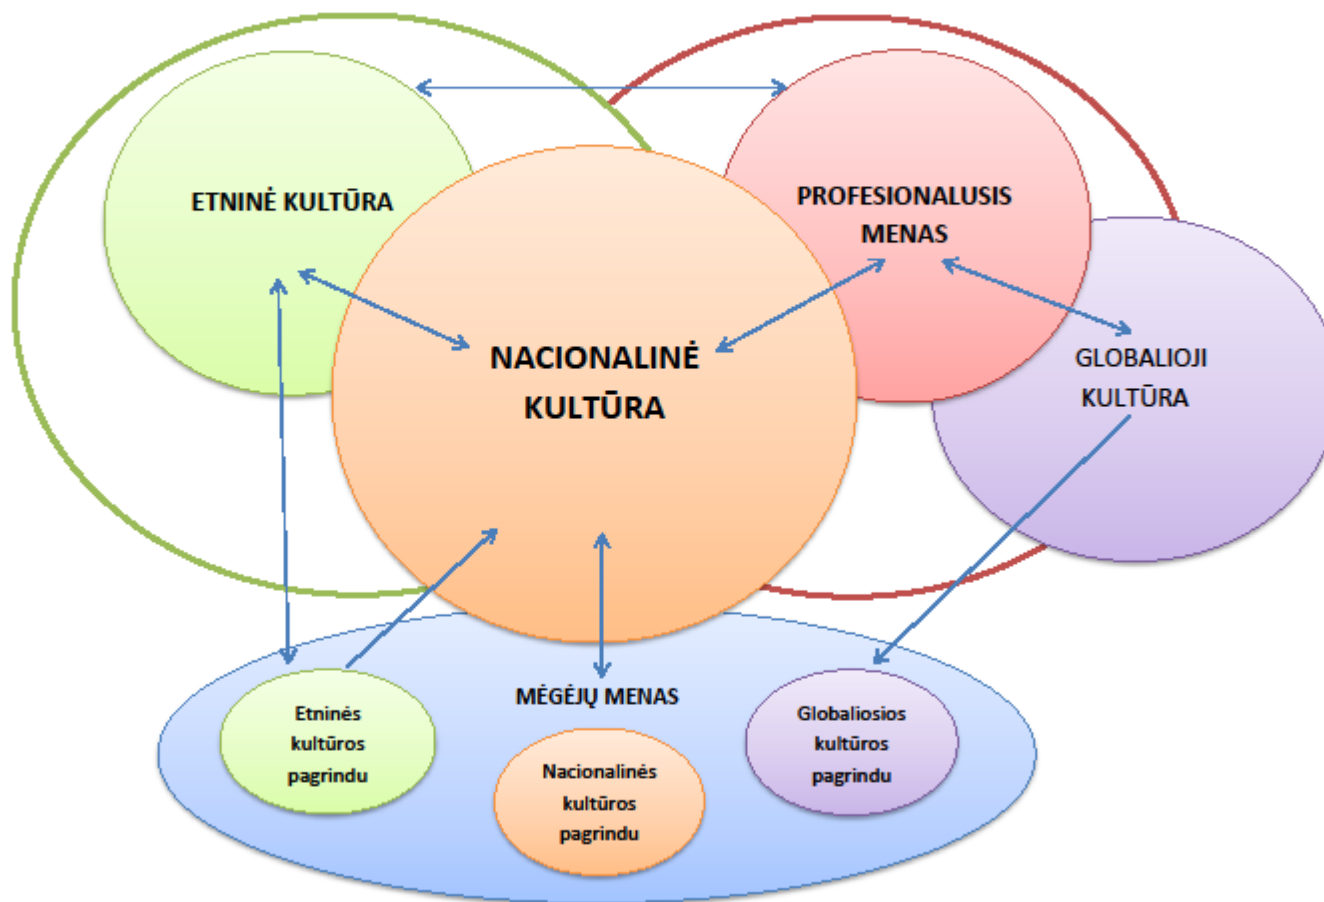 ETNINĖ KULTŪRA
PROFESIONALUSIS
MENAS
NACIONALINĖ
KULTŪRA
GLOBALIOJI
KULTŪRA
MĖGĖJŲ MENAS
Etninės
kultūros
pagrindu
Nacionalinės
kultūros
pagrindu
Globaliosios
kultūros
pagrindu